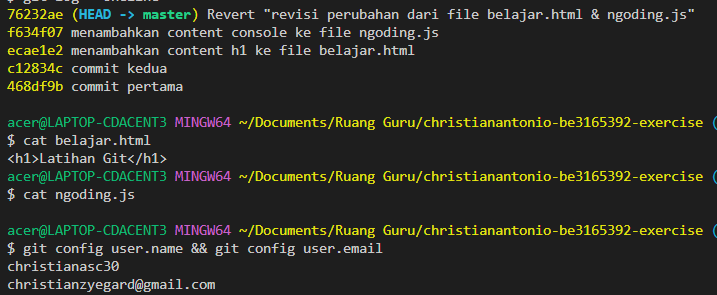 76232ae (HEAD -> master) Revert "revisi perubahan dari file belajar.html & ngoding.js"
f634f07 menambahkan content console ke file ngoding.js
ecae1e2 menambahkan content h1 ke file belajar.html
c12834c commit kedua
468df9b commit pertama
acer@LAPTOP-CDACENT3 MINGW64 ~/Documents/Ruang Guru/christianantonio-be3165392-exercise (
$ cat belajar.html
<h1>Latihan Git</h1>
acer@LAPTOP-CDACENT3 MINGW64 ~/Documents/Ruang Guru/christianantonio-be3165392-exercise (
$ cat ngoding.js
acer@LAPTOP-CDACENT3 MINGW64 ~/Documents/Ruang Guru/christianantonio-be3165392-exercise (
$ git config user.name && git config user.email
christianasc30
christianzyegard@gmail.com